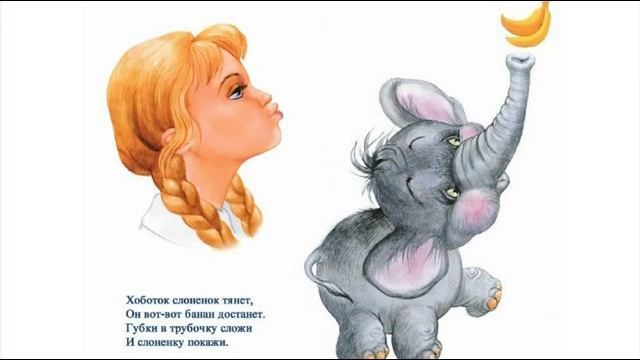 Хоботок слоненок тянет,
Он вот-вот банан достанет.
Губки в трубочку сложи
И слоненку покажи.